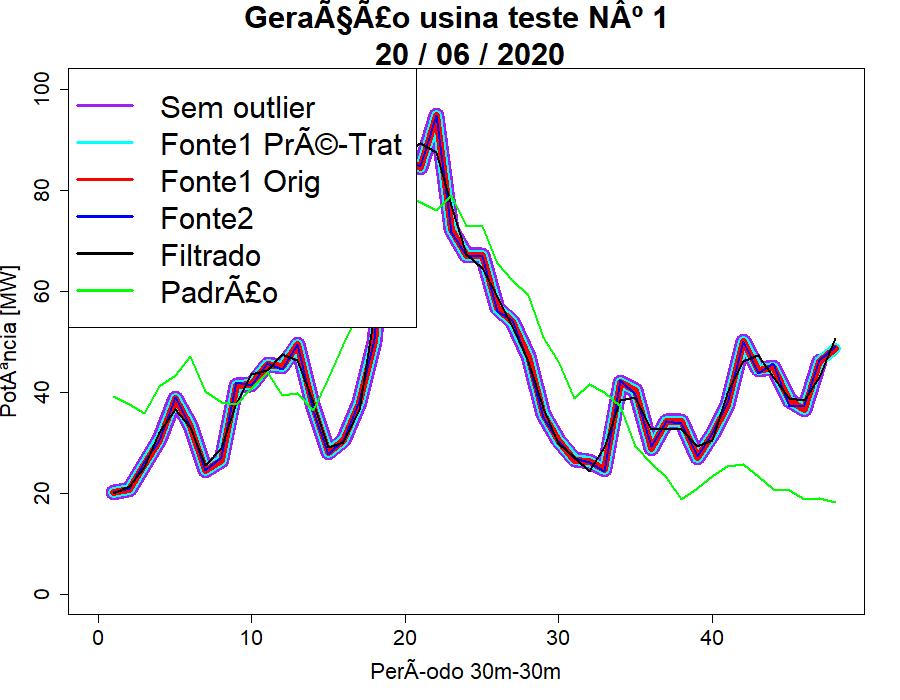 GeraÃ§Ã£o usina teste NÂº 1
20 / 06 / 2020
Sem outlier
Fonte1 PrÃ©-Trat
Fonte1 Orig
Fonte2
Filtrado
PadrÃ£o
PotÃªncia [MW]
100
80
60
40
20
0
0 10 20 30 40
PerÃ-odo 30m-30m